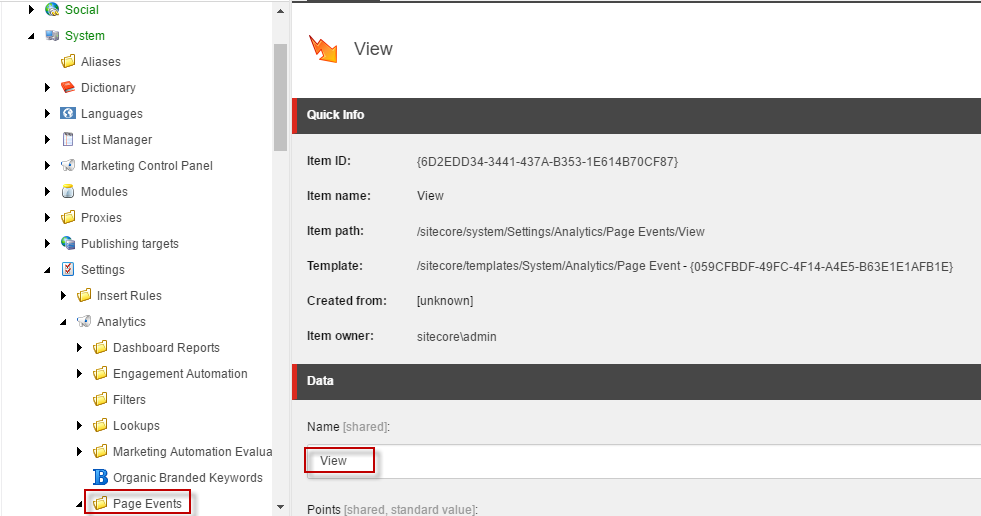 Social
System
Aliases
Dictionary
Languages
List Manager
Marketing Control Panel
Modules
Proxies
Publishing targets
Settings
Insert Rules
Analytics
Dashboard Reports
Engagement Automation
Filters
Lookups
Marketing Automation Evalua
Organic Branded Keywords
Page Events
View
Quick Info
Item ID: {6D2EDD34-3441-437A-B353-1E614B70CF87}
Item name: View
Item path: /sitecore/system/Settings/Analytics/Page Events/View
Template: /sitecore/templates/System/Analytics/Page Event - {059CFBDF-49FC-4F14-A4E5-B63E1E1AFB1E}
Created from: [unknown]
Item owner: sitecore\admin
Data
Name [shared]:
View
Points [shared, standard value]: